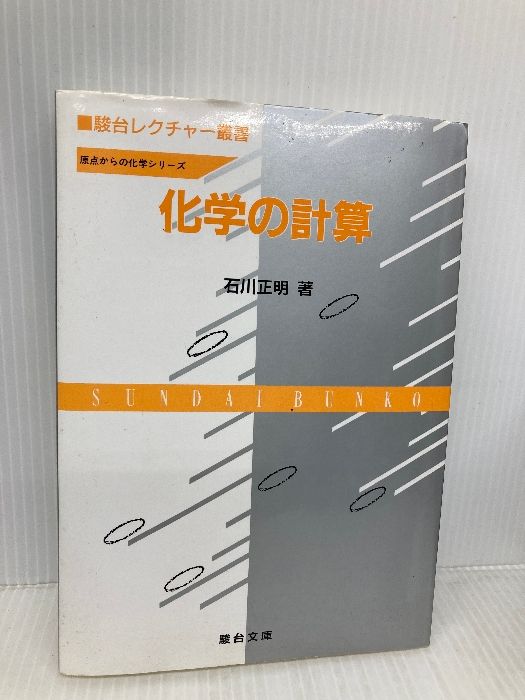 ■駿台レクチャー叢書
原点からの化学シリーズ
化学の計算
石川正明 著
SUNDAI BUNKO
駿台文庫